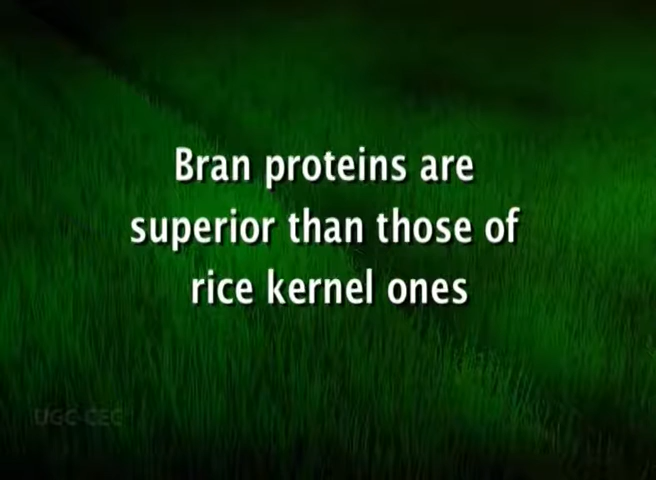 Bran proteins are
superior than those of
rice kernel ones
UGC-CEC